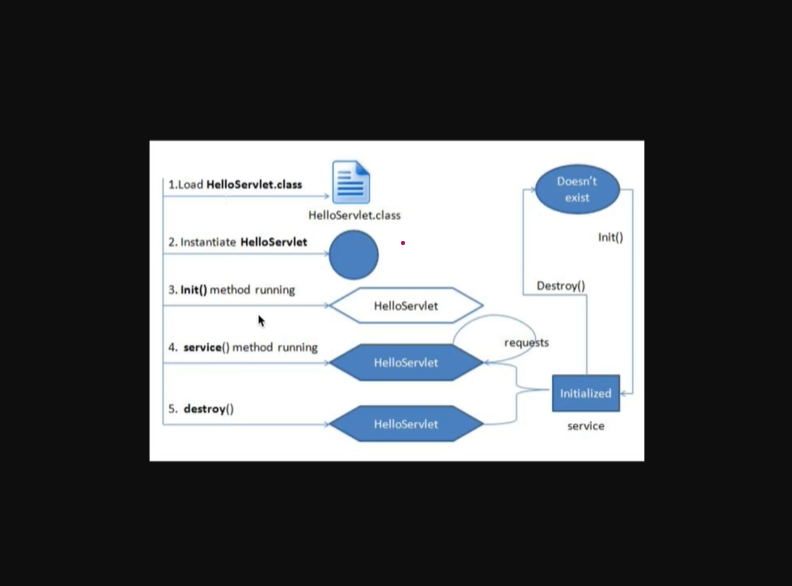 1.Load HelloServlet.class
HelloServlet.class
2. Instantiate HelloServlet
3. Init() method running
HelloServlet
4. service() method running
HelloServlet
requests
5. destroy()
HelloServlet
Doesn't
exist
Init()
Destroy()
Initialized
service